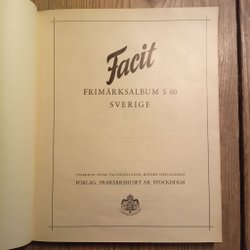 Facit
FRIMÄRKSALBUM S 60
SVERIGE
FÖRLAG: FRIMÄRKSHUSET AB. STOCKHOLM